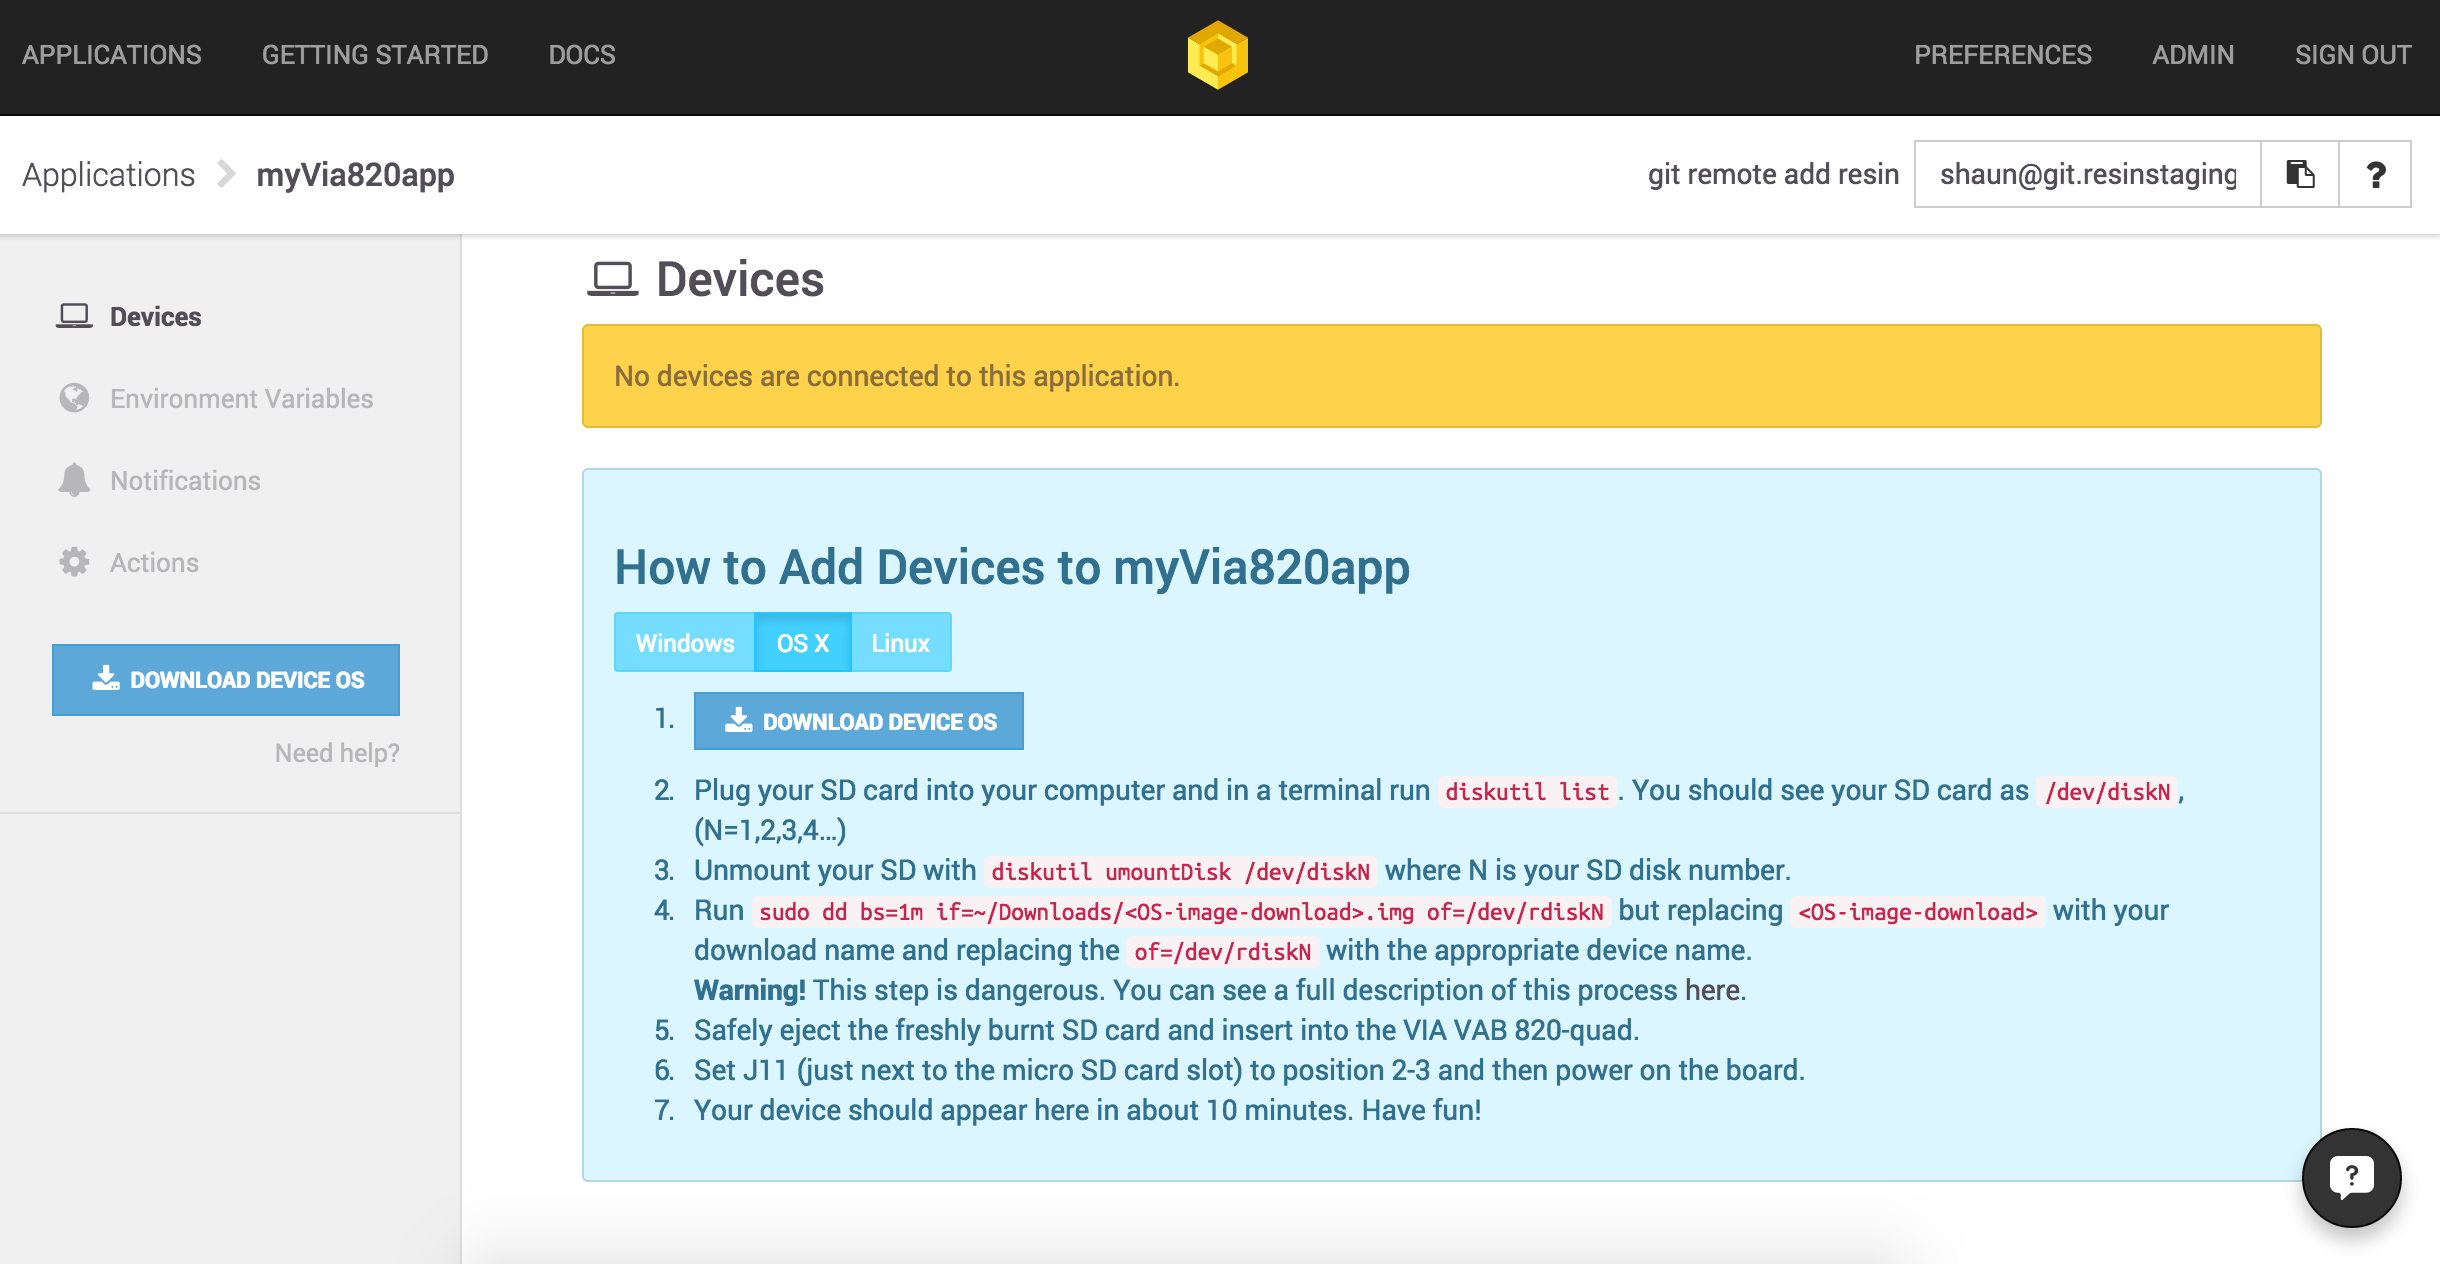 APPLICATIONS GETTING STARTED DOCS PREFERENCES ADMIN SIGN OUT
Applications myVia820app git remote add resin shaun@git.resinstaging ?
Devices
Environment Variables
Notifications
Actions
DOWNLOAD DEVICE OS
Need help?
Devices
No devices are connected to this application.
How to Add Devices to myVia820app
Windows OS X Linux
1. DOWNLOAD DEVICE OS
2. Plug your SD card into your computer and in a terminal run diskutil list. You should see your SD card as /dev/diskN,
(N=1,2,3,4...)
3. Unmount your SD with diskutil umountDisk /dev/diskN where N is your SD disk number.
4. Run sudo dd bs=1m if=~/Downloads/<OS-image-download>.img of=/dev/rdiskN but replacing <OS-image-download> with your
download name and replacing the of=/dev/rdiskN with the appropriate device name.
Warning! This step is dangerous. You can see a full description of this process here.
5. Safely eject the freshly burnt SD card and insert into the VIA VAB 820-quad.
6. Set J11 (just next to the micro SD card slot) to position 2-3 and then power on the board.
7. Your device should appear here in about 10 minutes. Have fun!
?